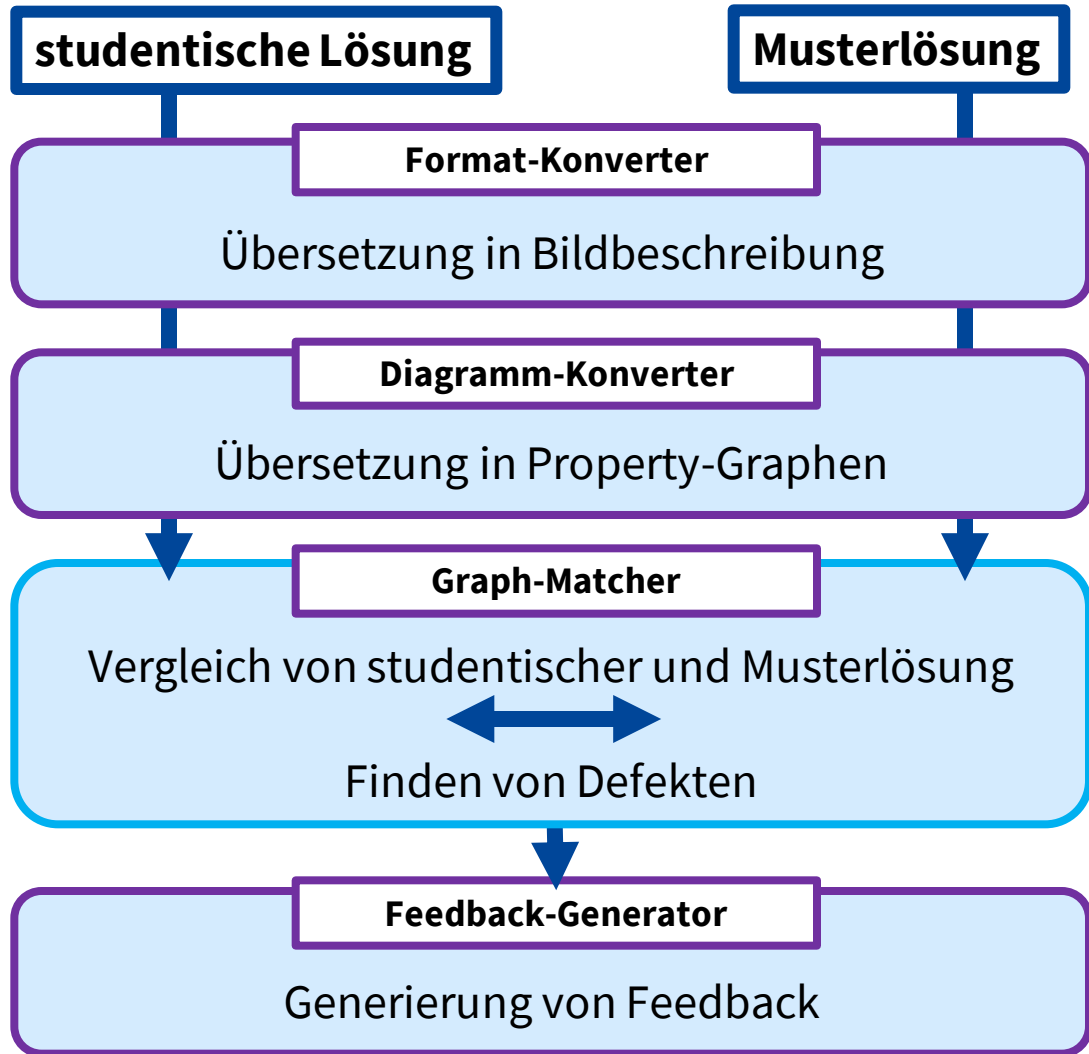 studentische Lösung
Musterlösung
Format-Konverter
Übersetzung in Bildbeschreibung
Diagramm-Konverter
Übersetzung in Property-Graphen
Graph-Matcher
Vergleich von studentischer und Musterlösung
Finden von Defekten
Feedback-Generator
Generierung von Feedback